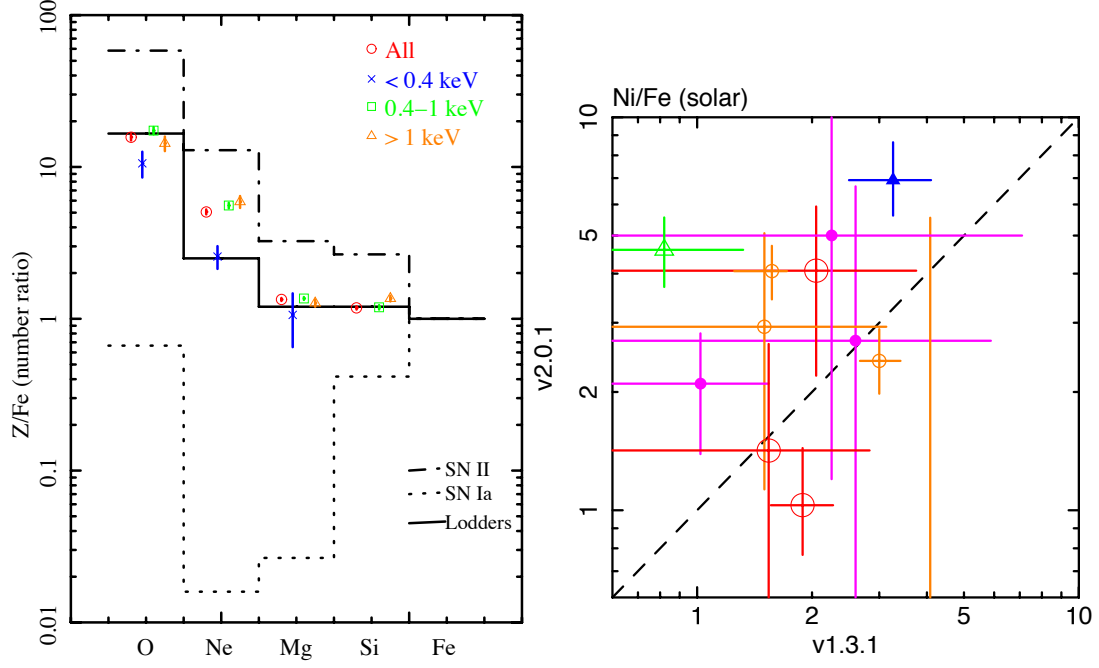 100
10
1
0.1
0.01
Z/Fe (number ratio)
All
< 0.4 keV
0.4–1 keV
> 1 keV
SN II
SN Ia
Lodders
O Ne Mg Si Fe
Ni/Fe (solar)
10
5
2
1
v2.0.1
1 2 5 10
v1.3.1